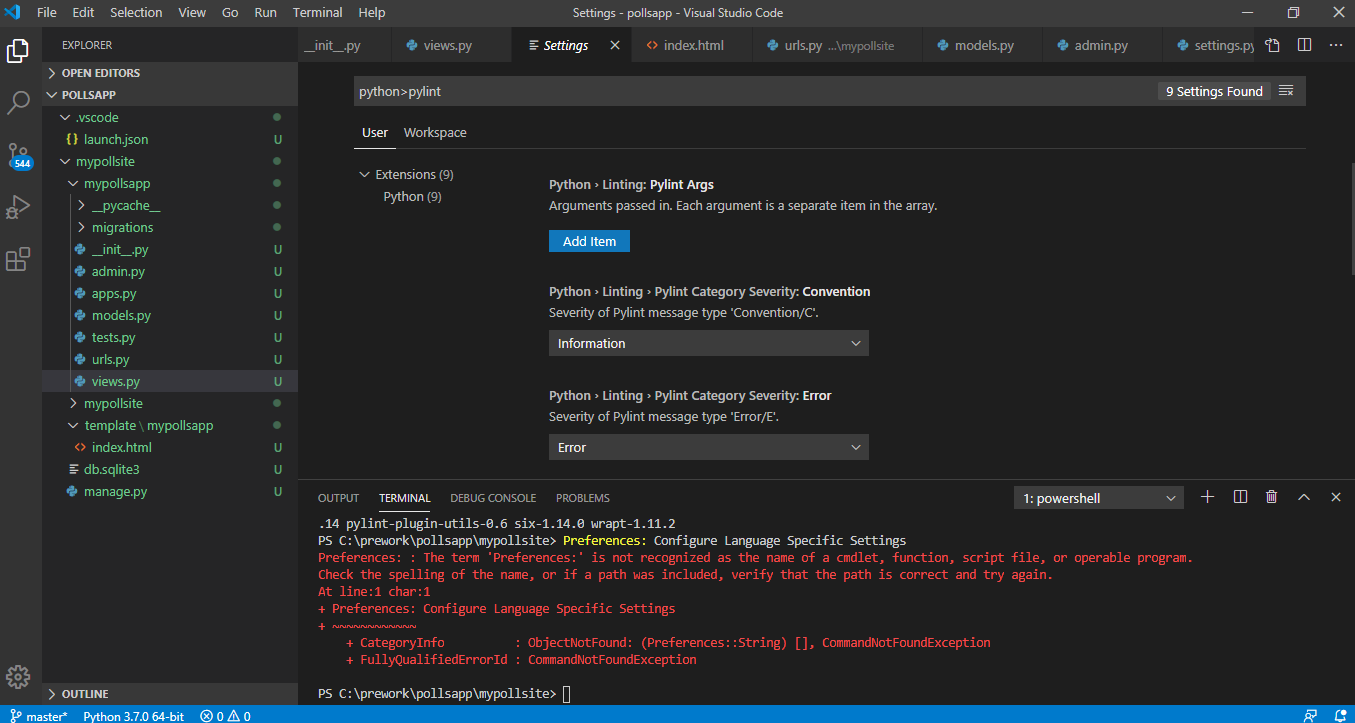 File Edit Selection View Go Run Terminal Help
Settings - pollsapp - Visual Studio Code
EXPLORER
__init__.py
views.py
Settings
index.html
urls.py ...\mypollsite
models.py
admin.py
settings.py
OPEN EDITORS
POLLSAPP
.vscode
{} launch.json U
mypollsite
mypollsapp
__pycache__
migrations
__init__.py U
admin.py U
apps.py U
models.py U
tests.py U
urls.py U
views.py U
mypollsite
template \ mypollsapp
<> index.html U
db.sqlite3 U
manage.py U
OUTLINE
544
python>pylint
9 Settings Found
User Workspace
Extensions (9)
Python (9)
Python › Linting: Pylint Args
Arguments passed in. Each argument is a separate item in the array.
Add Item
Python › Linting › Pylint Category Severity: Convention
Severity of Pylint message type 'Convention/C'.
Information
Python › Linting › Pylint Category Severity: Error
Severity of Pylint message type 'Error/E'.
Error
OUTPUT TERMINAL DEBUG CONSOLE PROBLEMS
1: powershell
.14 pylint-plugin-utils-0.6 six-1.14.0 wrapt-1.11.2
PS C:\prework\pollsapp\mypollsite> Preferences: Configure Language Specific Settings
Preferences: : The term 'Preferences:' is not recognized as the name of a cmdlet, function, script file, or operable program.
Check the spelling of the name, or if a path was included, verify that the path is correct and try again.
At line:1 char:1
+ Preferences: Configure Language Specific Settings
+ ~~~~~~~~~~~~
+ CategoryInfo : ObjectNotFound: (Preferences::String) [], CommandNotFoundException
+ FullyQualifiedErrorId : CommandNotFoundException
PS C:\prework\pollsapp\mypollsite>
master* Python 3.7.0 64-bit 0 0